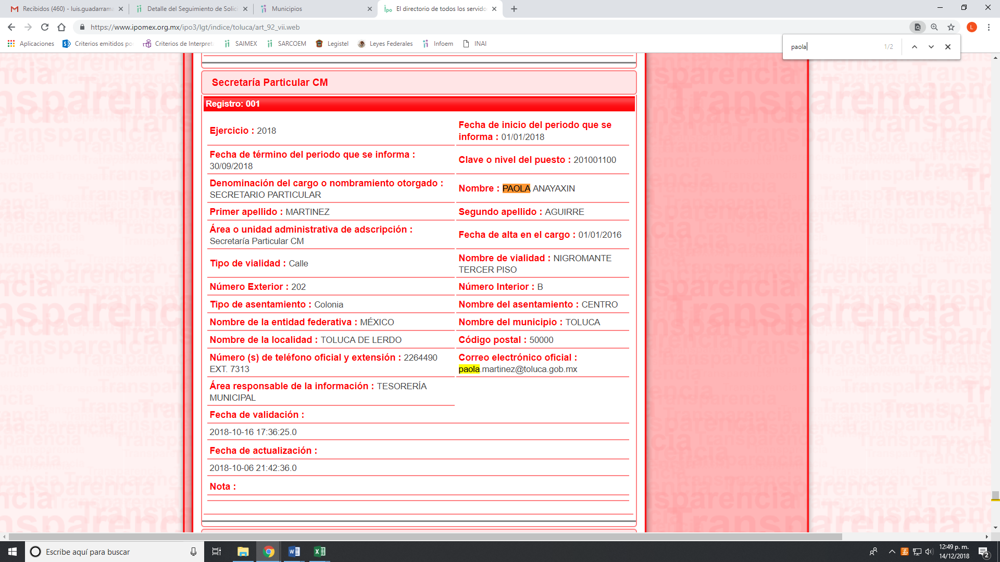 Recibidos (460) - luis.guadarrama
Detalle del Seguimiento de Solici
Municipios
ipo El directorio de todos los servido
https://www.ipomex.org.mx/ipo3/lgt/indice/toluca/art_92_vii.web
L
Aplicaciones
Criterios emitidos po
Criterios de Interpret
SAIMEX
SARCOEM
Legistel
Leyes Federales
Infoem
INAI
paola
1/2
Secretaría Particular CM
Registro: 001
Ejercicio : 2018
Fecha de inicio del periodo que se
informa : 01/01/2018
Fecha de término del periodo que se informa :
30/09/2018
Clave o nivel del puesto : 201001100
Denominación del cargo o nombramiento otorgado :
SECRETARIO PARTICULAR
Nombre : PAOLA ANAYAXIN
Primer apellido : MARTINEZ
Segundo apellido : AGUIRRE
Área o unidad administrativa de adscripción :
Secretaría Particular CM
Fecha de alta en el cargo : 01/01/2016
Tipo de vialidad : Calle
Nombre de vialidad : NIGROMANTE
TERCER PISO
Número Exterior : 202
Número Interior : B
Tipo de asentamiento : Colonia
Nombre del asentamiento : CENTRO
Nombre de la entidad federativa : MÉXICO
Nombre del municipio : TOLUCA
Nombre de la localidad : TOLUCA DE LERDO
Código postal : 50000
Número (s) de teléfono oficial y extensión : 2264490
EXT. 7313
Correo electrónico oficial :
paola.martinez@toluca.gob.mx
Área responsable de la información : TESORERÍA
MUNICIPAL
Fecha de validación :
2018-10-16 17:36:25.0
Fecha de actualización :
2018-10-06 21:42:36.0
Nota :
Transparencia
Escribe aquí para buscar
12:49 p. m.
14/12/2018
2